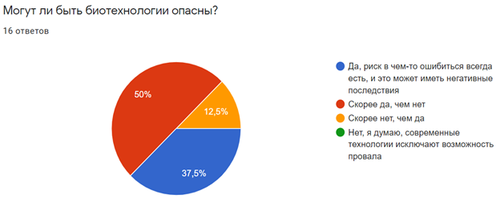 Могут ли быть биотехнологии опасны?
16 ответов
50%
12,5%
37,5%
Да, риск в чем-то ошибиться всегда
есть, и это может иметь негативные
последствия
Скорее да, чем нет
Скорее нет, чем да
Нет, я думаю, современные
технологии исключают возможность
провала